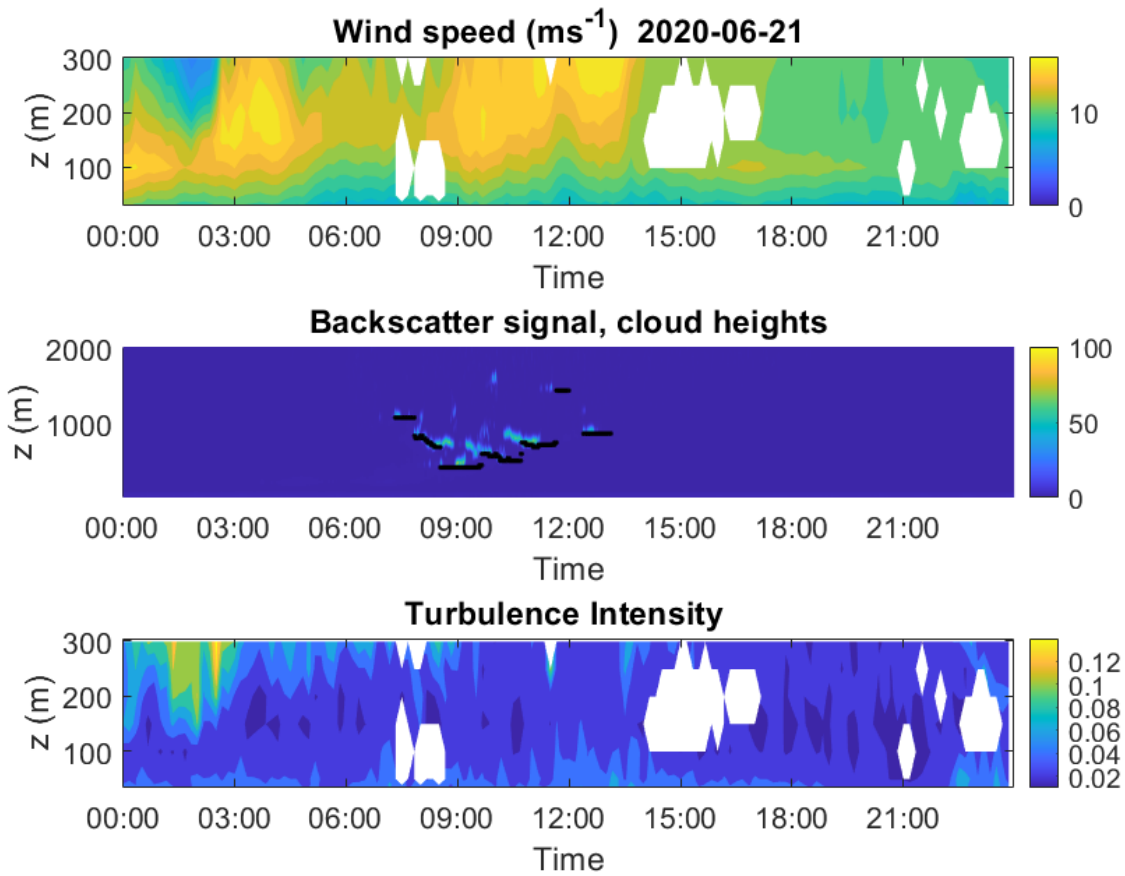 Wind speed (ms-1) 2020-06-21
300
200
100
z (m)
00:00 03:00 06:00 09:00 12:00 15:00 18:00 21:00
Time
10
0
Backscatter signal, cloud heights
2000
1000
z (m)
00:00 03:00 06:00 09:00 12:00 15:00 18:00 21:00
Time
100
50
0
Turbulence Intensity
300
200
100
z (m)
00:00 03:00 06:00 09:00 12:00 15:00 18:00 21:00
Time
0.12
0.1
0.08
0.06
0.04
0.02